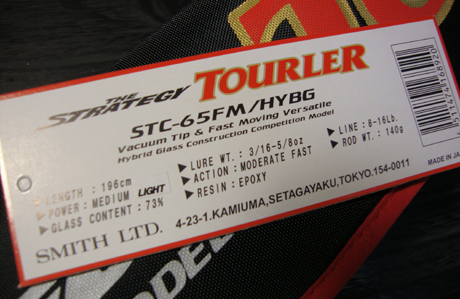 THE STRATEGY TOURLER
STC-65FM/HYBG
Vacuum Tip & Fast Moving Versatile
Hybrid Glass Construction Competition Model
LENGTH : 196cm
POWER : MEDIUM LIGHT
GLASS CONTENT : 73%
LURE WT. : 3/16-5/8oz
ACTION : MODERATE FAST
RESIN : EPOXY
LINE : 8-16Lb.
ROD WT. : 140g
SMITH LTD.
4-23-1.KAMIUMA,SETAGAYAKU,TOKYO.154-0011
MADE IN JA